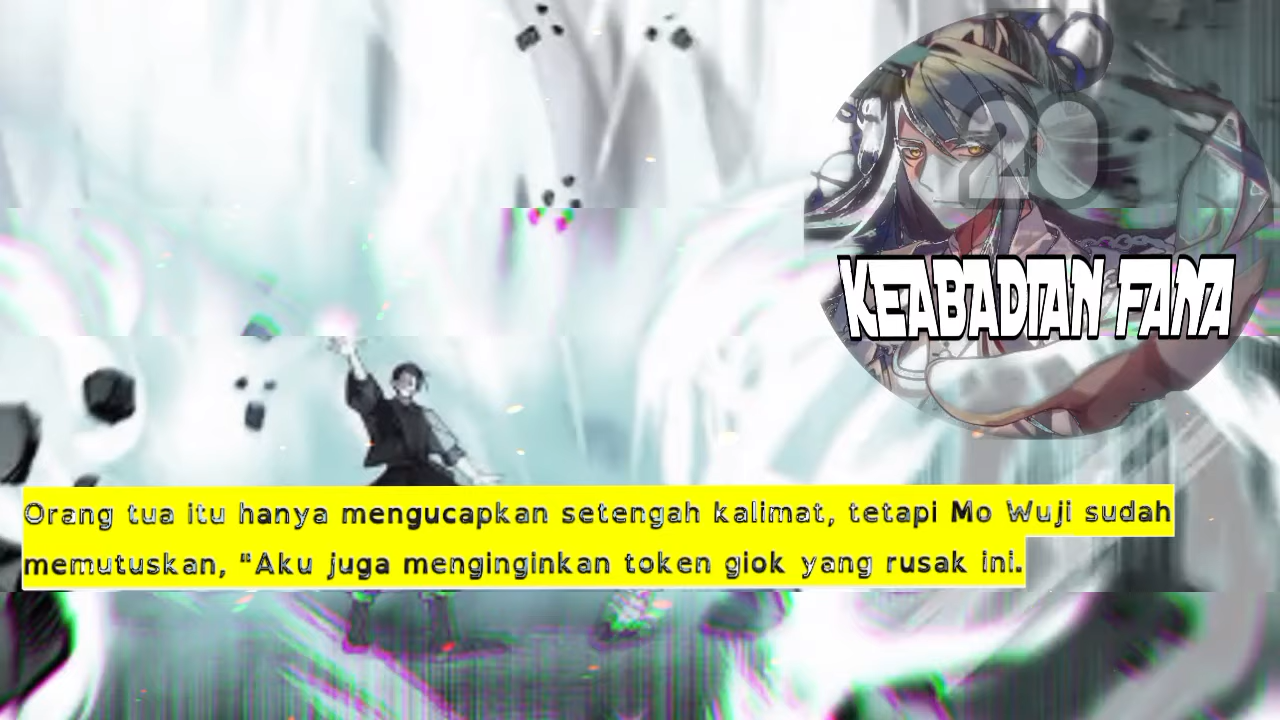 20
KEABADIAN FANA
Orang tua itu hanya mengucapkan setengah kalimat, tetapi Mo Wuji sudah
memutuskan, "Aku juga menginginkan token giok yang rusak ini.